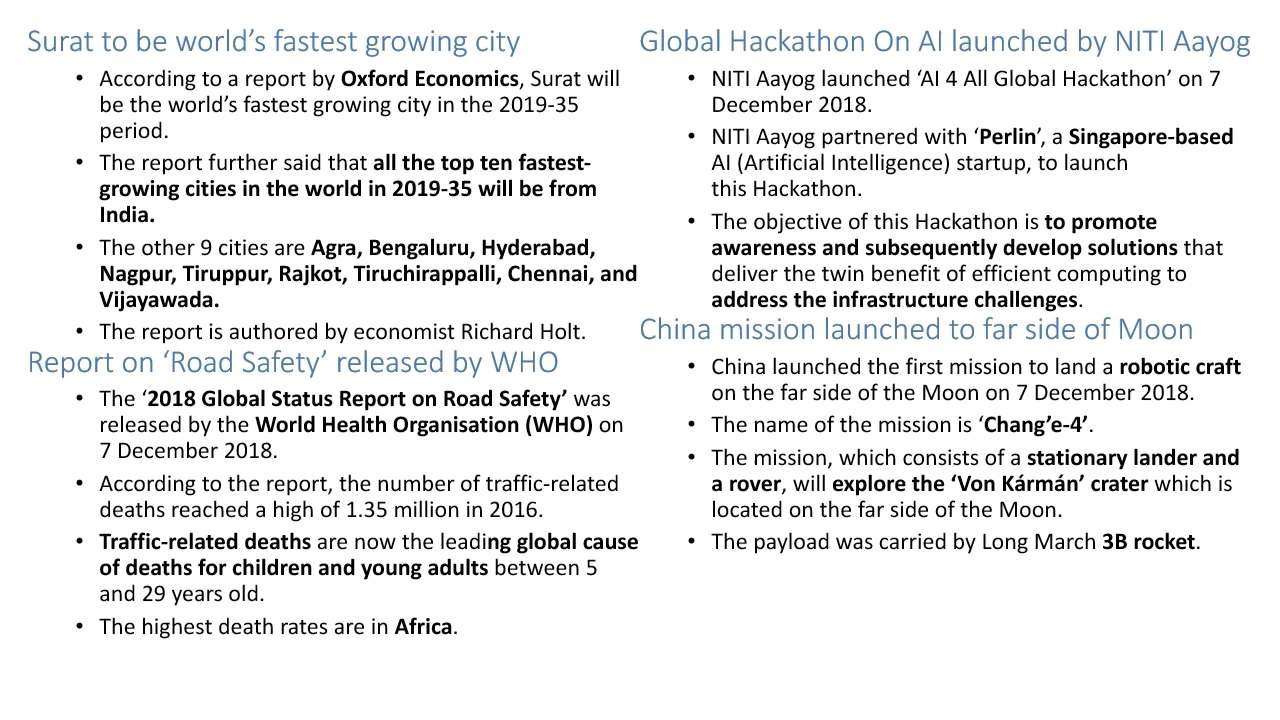 Surat to be world’s fastest growing city
• According to a report by Oxford Economics, Surat will
be the world’s fastest growing city in the 2019-35
period.
• The report further said that all the top ten fastest-
growing cities in the world in 2019-35 will be from
India.
• The other 9 cities are Agra, Bengaluru, Hyderabad,
Nagpur, Tiruppur, Rajkot, Tiruchirappalli, Chennai, and
Vijayawada.
• The report is authored by economist Richard Holt.
Report on ‘Road Safety’ released by WHO
• The ‘2018 Global Status Report on Road Safety’ was
released by the World Health Organisation (WHO) on
7 December 2018.
• According to the report, the number of traffic-related
deaths reached a high of 1.35 million in 2016.
• Traffic-related deaths are now the leading global cause
of deaths for children and young adults between 5
and 29 years old.
• The highest death rates are in Africa.
Global Hackathon On AI launched by NITI Aayog
• NITI Aayog launched ‘AI 4 All Global Hackathon’ on 7
December 2018.
• NITI Aayog partnered with ‘Perlin’, a Singapore-based
AI (Artificial Intelligence) startup, to launch
this Hackathon.
• The objective of this Hackathon is to promote
awareness and subsequently develop solutions that
deliver the twin benefit of efficient computing to
address the infrastructure challenges.
China mission launched to far side of Moon
• China launched the first mission to land a robotic craft
on the far side of the Moon on 7 December 2018.
• The name of the mission is ‘Chang’e-4’.
• The mission, which consists of a stationary lander and
a rover, will explore the ‘Von Kármán’ crater which is
located on the far side of the Moon.
• The payload was carried by Long March 3B rocket.